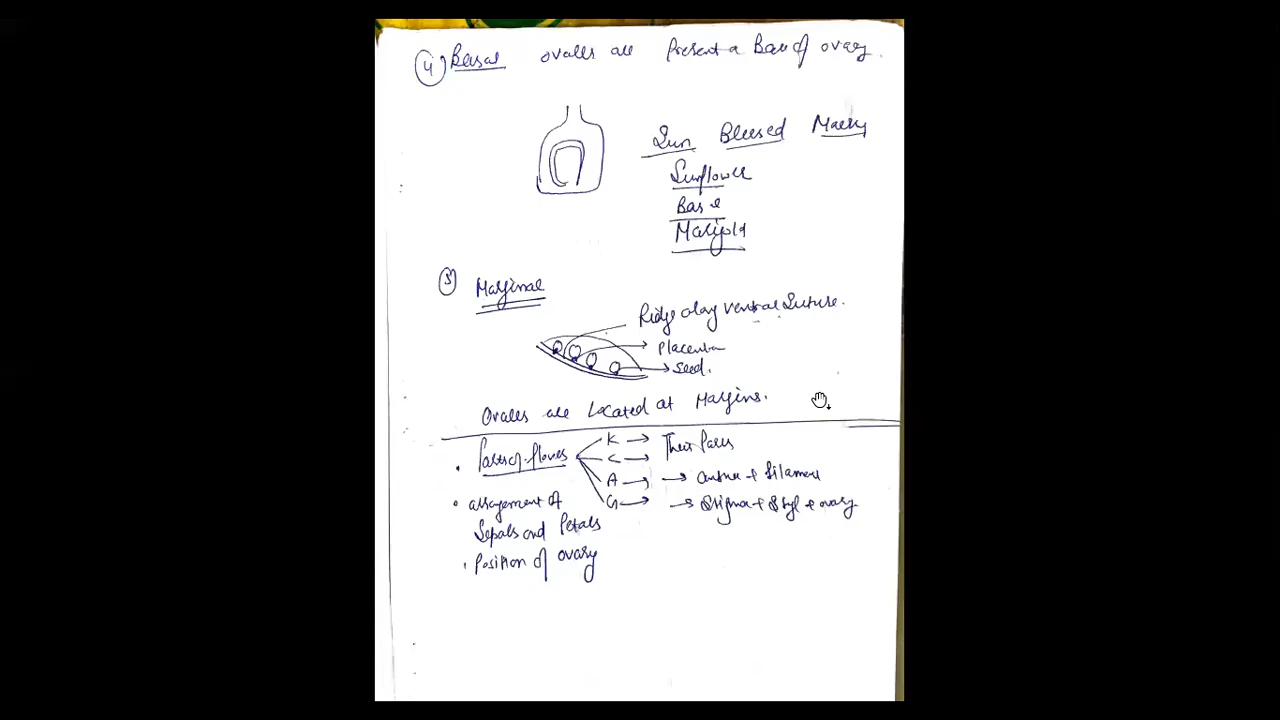 4 Basal ovules are Present a Base of ovary.
Sun Blessed Mary
Sunflower
Base
Marigold
5 Marginal
Ridge along ventral Suture.
Placenta
Seed.
Ovules are Located at Margins.
• Parts of flower K → Their Parts
C →
A → → anther + filament
G → → Stigma + Style + ovary
• arrangement of
Sepals and Petals
• Position of ovary